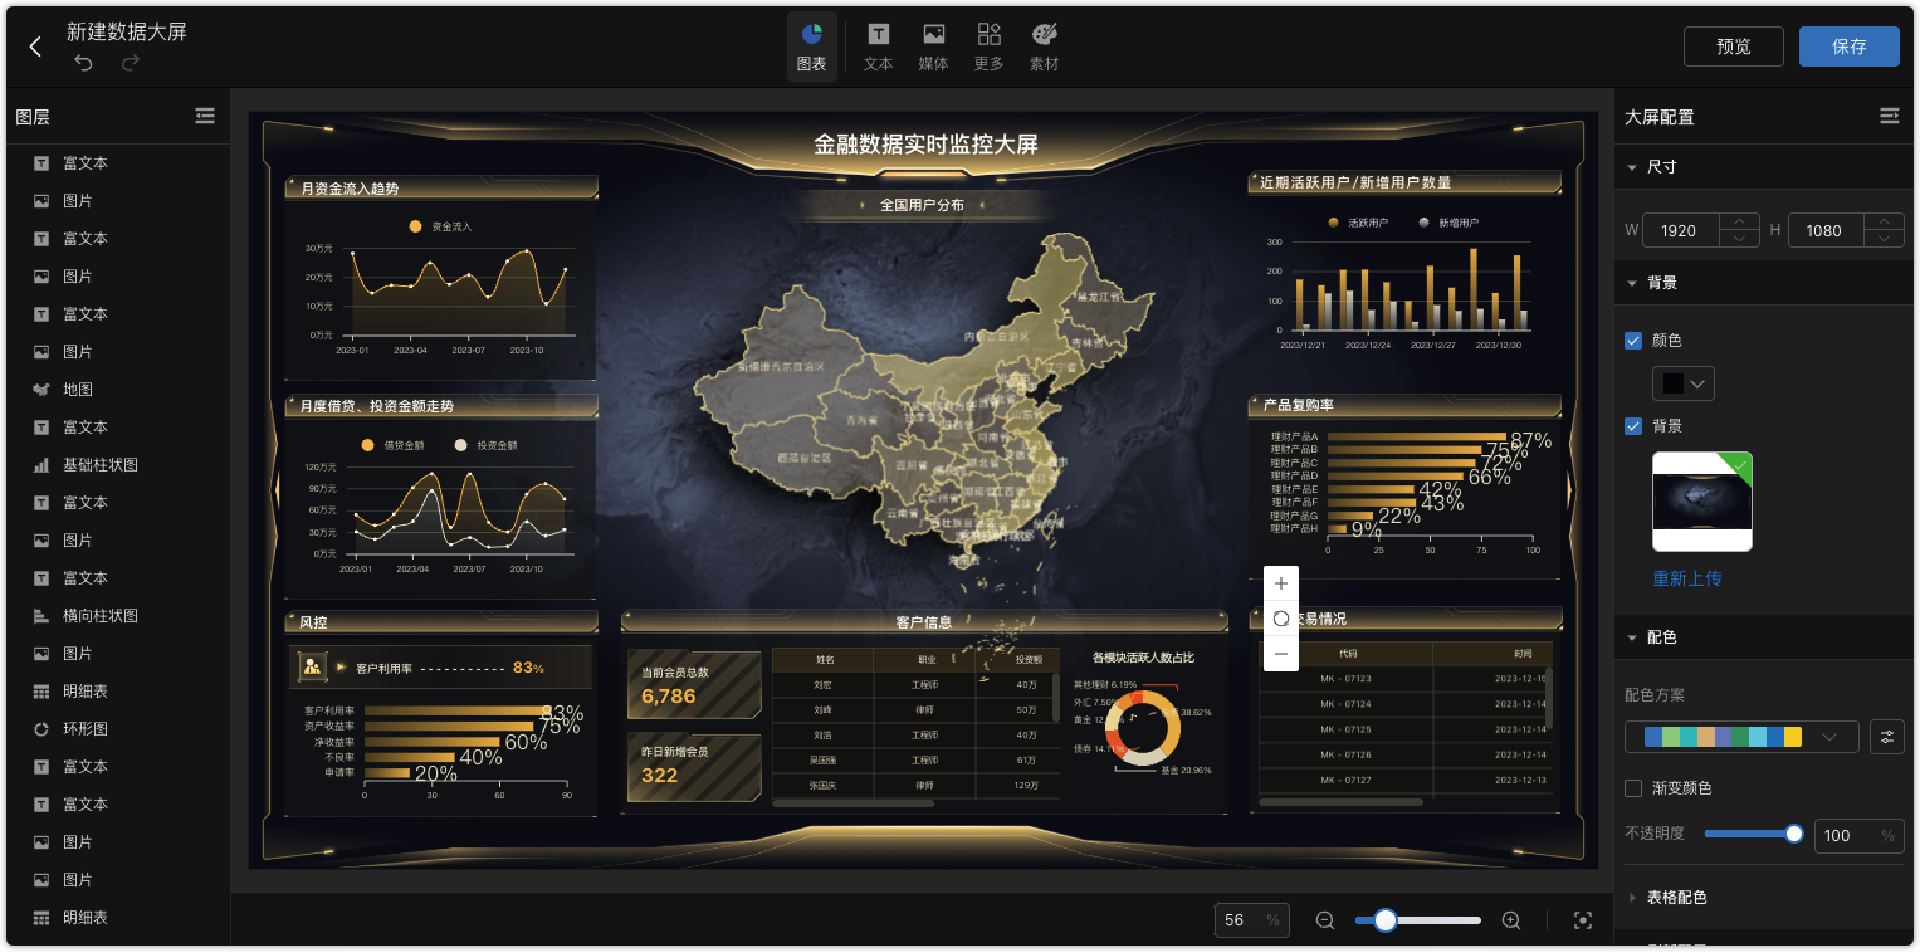 新建数据大屏
图表
文本
媒体
更多
素材
预览
保存
图层
富文本
图片
富文本
图片
富文本
图片
地图
富文本
基础柱状图
富文本
图片
富文本
横向柱状图
图片
明细表
环形图
富文本
富文本
图片
图片
明细表
金融数据实时监控大屏
月资金流入趋势
资金流入
30万元
20万元
10万元
0万元
2023-01 2023-04 2023-07 2023-10
月度借贷、投资金额走势
借贷金额 投资金额
120万元
90万元
60万元
30万元
0万元
2023/01 2023/04 2023/07 2023/10
风控
客户利用率 83%
客户利用率 83%
资产收益率 75%
净收益率 60%
不良率 40%
申请率 20%
0 30 60 90
全国用户分布
黑龙江省
吉林省
辽宁省
新疆维吾尔自治区
青海省
西藏自治区
四川省
云南省
河南省
山东省
客户信息
当前会员总数
6,786
昨日新增会员
322
姓名 职业 投资额
刘宏 工程师 40万
刘峰 律师 50万
刘浩 工程师 40万
吴国强 工程师 61万
张国庆 律师 129万
各模块活跃人数占比
其他理财 6.19%
外汇 7.50%
黄金 12.
债券 14.11%
38.62%
基金 20.96%
近期活跃用户/新增用户数量
活跃用户 新增用户
300
200
100
0
2023/12/21 2023/12/24 2023/12/27 2023/12/30
产品复购率
理财产品A 87%
理财产品B 75%
理财产品C 72%
理财产品D 66%
理财产品E 42%
理财产品F 43%
理财产品G 22%
理财产品H 9%
0 25 50 75 100
交易情况
代码 时间
MK - 07123 2023-12-15
MK - 07124 2023-12-14
MK - 07125 2023-12-14
MK - 07126 2023-12-14
MK - 07127 2023-12-13
56 %
大屏配置
尺寸
W 1920 H 1080
背景
颜色
背景
重新上传
配色
配色方案
渐变颜色
不透明度 100 %
表格配色